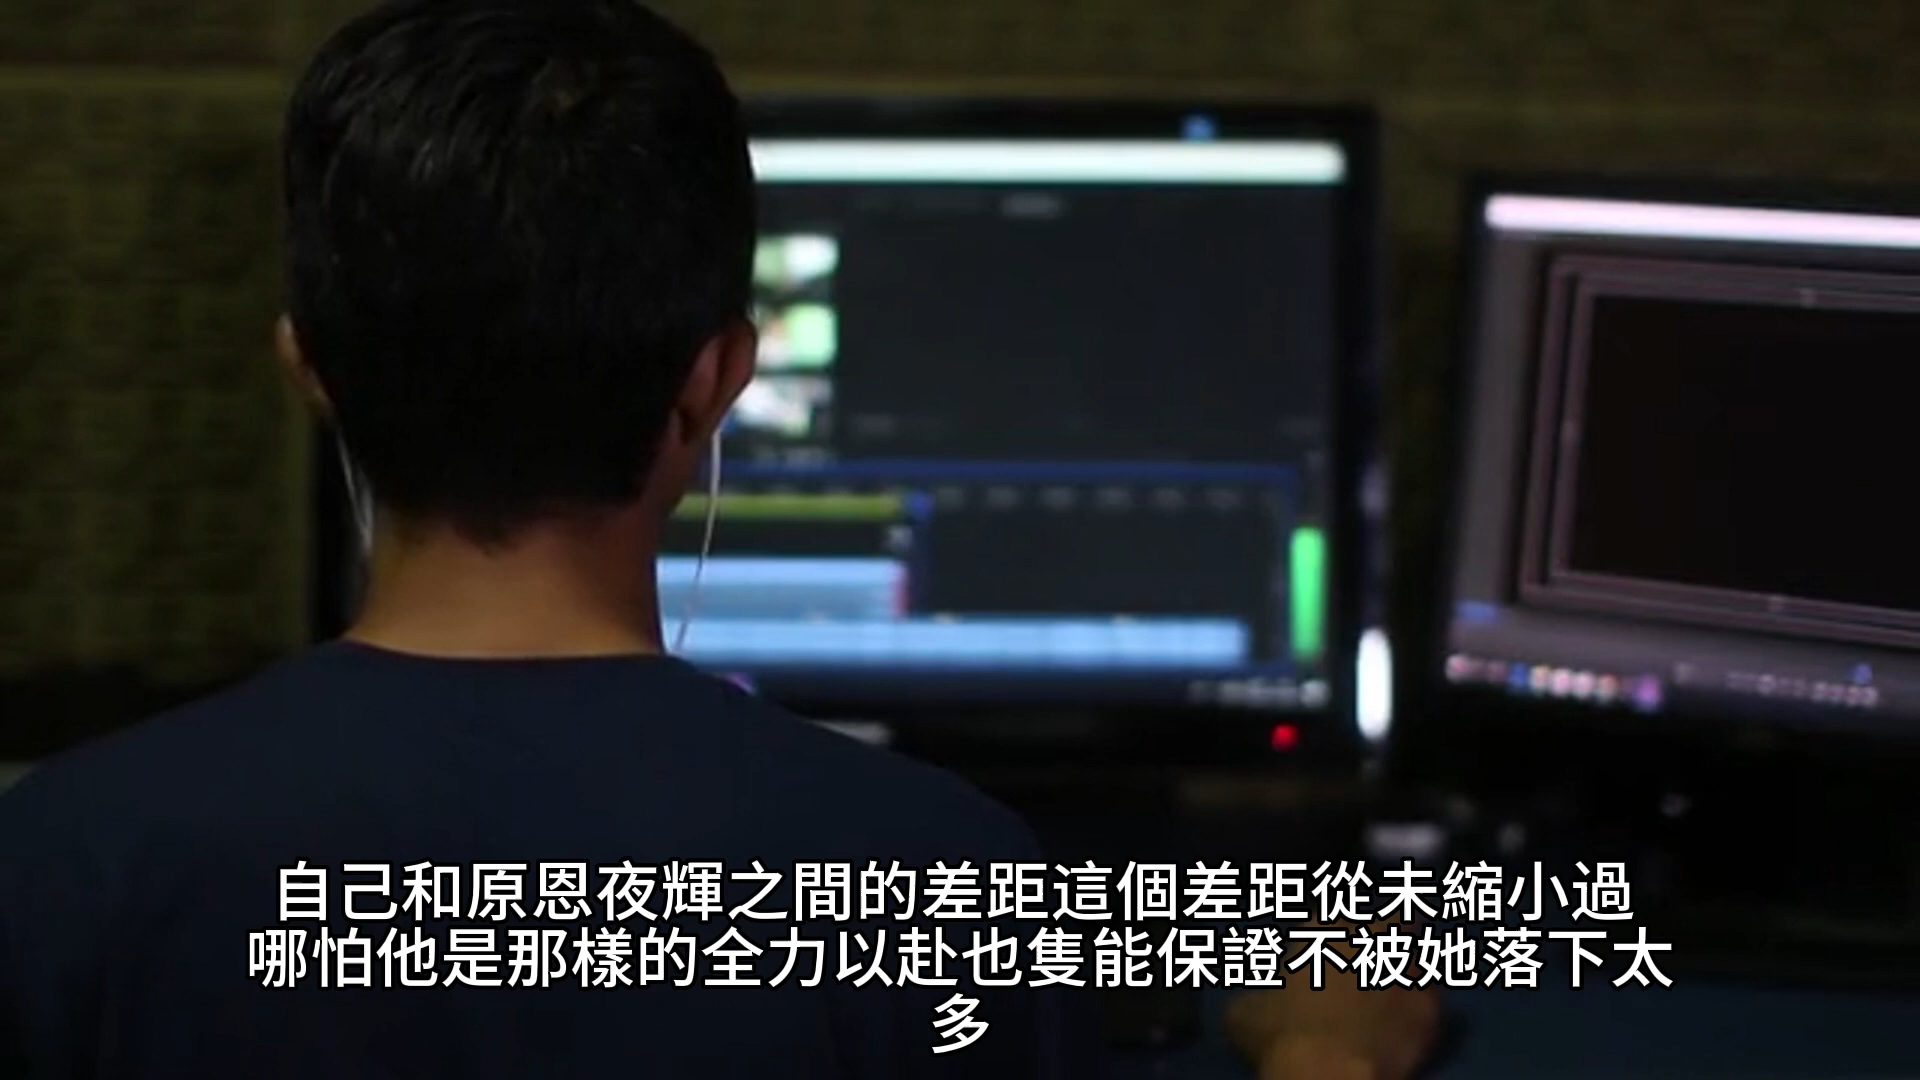 自己和原恩夜輝之間的差距這個差距從未縮小過
哪怕他是那樣的全力以赴也隻能保證不被她落下太
多